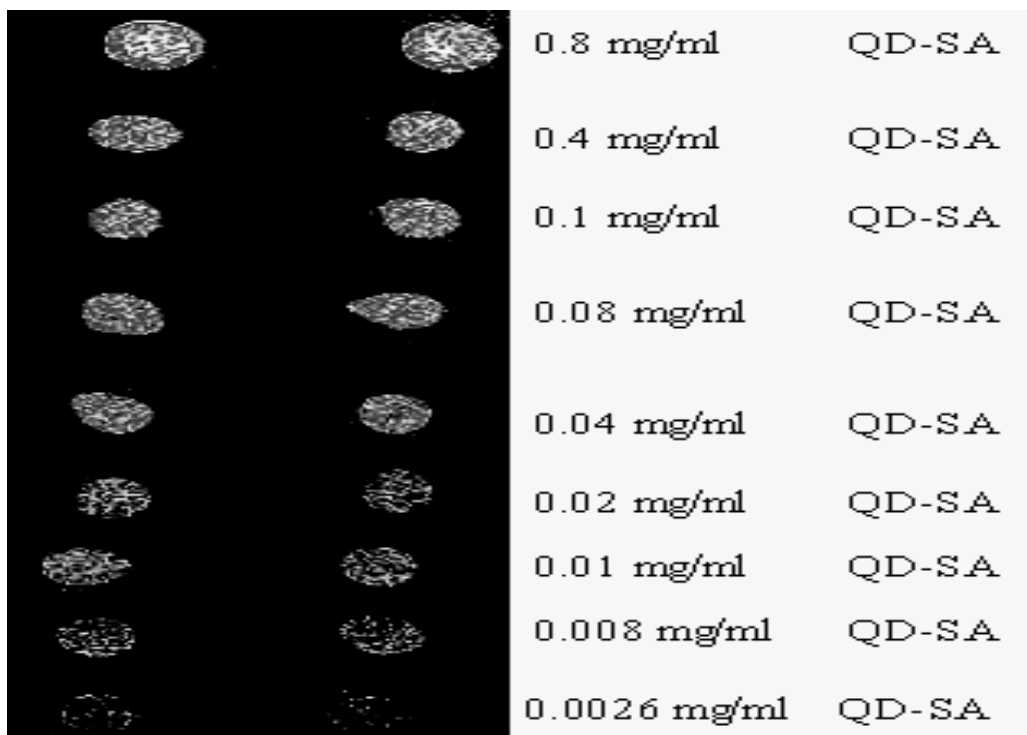 0.8 mg/ml QD-SA
0.4 mg/ml QD-SA
0.1 mg/ml QD-SA
0.08 mg/ml QD-SA
0.04 mg/ml QD-SA
0.02 mg/ml QD-SA
0.01 mg/ml QD-SA
0.008 mg/ml QD-SA
0.0026 mg/ml QD-SA